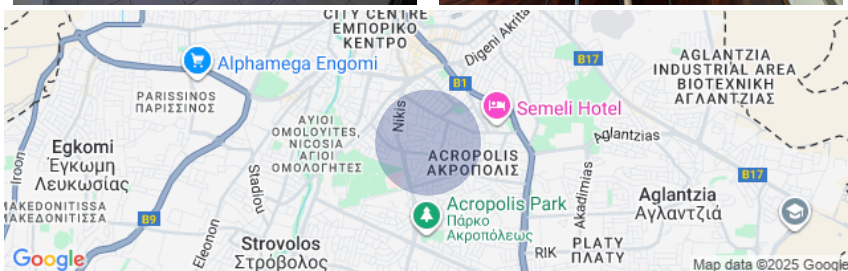 CITY CENTRE
ΕΜΠΟΡΙΚΟ
ΚΕΝΤΡΟ
Digeni Akrita
B17
AGLANTZIA
INDUSTRIAL AREA
ΒΙΟΤΕΧΝΙΚΗ
ΑΓΛΑΝΤΖΙΑΣ
Alphamega Engomi
B1
PARISSINOS
ΠΑΡΙΣΣΙΝΟΣ
Nikis
Semeli Hotel
AYIOI
OMOLOYITES,
NICOSIA
ΑΓΙΟΙ
ΟΜΟΛΟΓΗΤΕΣ
Aglantzias
Egkomi
Έγκωμη
Λευκωσίας
Iroon
Stadiou
ACROPOLIS
ΑΚΡΟΠΟΛΙΣ
B17
MAKEDONITISSA
ΜΑΚΕΔΟΝΙΤΙΣΣΑ
B9
Eleonon
Acropolis Park
Πάρκο
Ακροπόλεως
Akadimias
Aglantzia
Αγλαντζιά
Strovolos
Στρόβολος
RIK
PLATY
ΠΛΑΤΥ
Google
Map data ©2025 Google